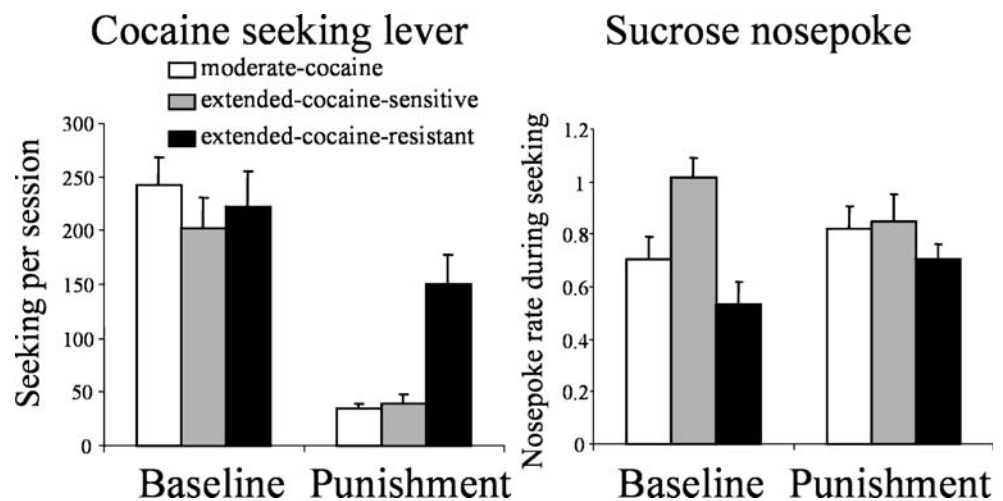 Cocaine seeking lever
moderate-cocaine
extended-cocaine-sensitive
extended-cocaine-resistant
Seeking per session
300
250
200
150
100
50
0
Baseline Punishment
Sucrose nosepoke
Nosepoke rate during seeking
1.2
1
0.8
0.6
0.4
0.2
0
Baseline Punishment